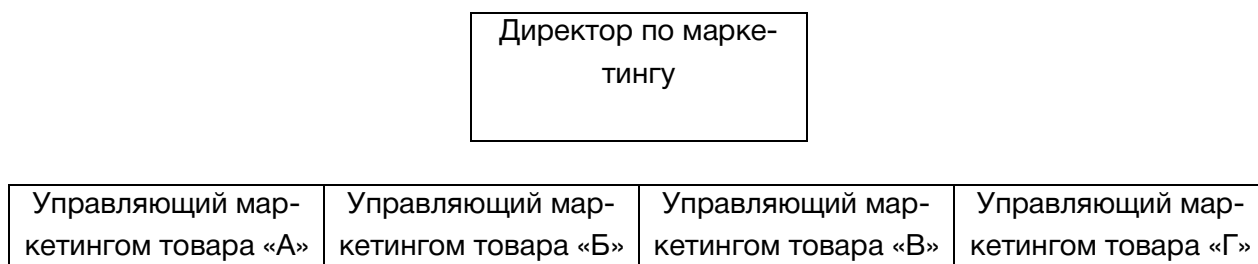 Директор по марке-
тингу
Управляющий мар-
кетингом товара «А»
Управляющий мар-
кетингом товара «Б»
Управляющий мар-
кетингом товара «В»
Управляющий мар-
кетингом товара «Г»